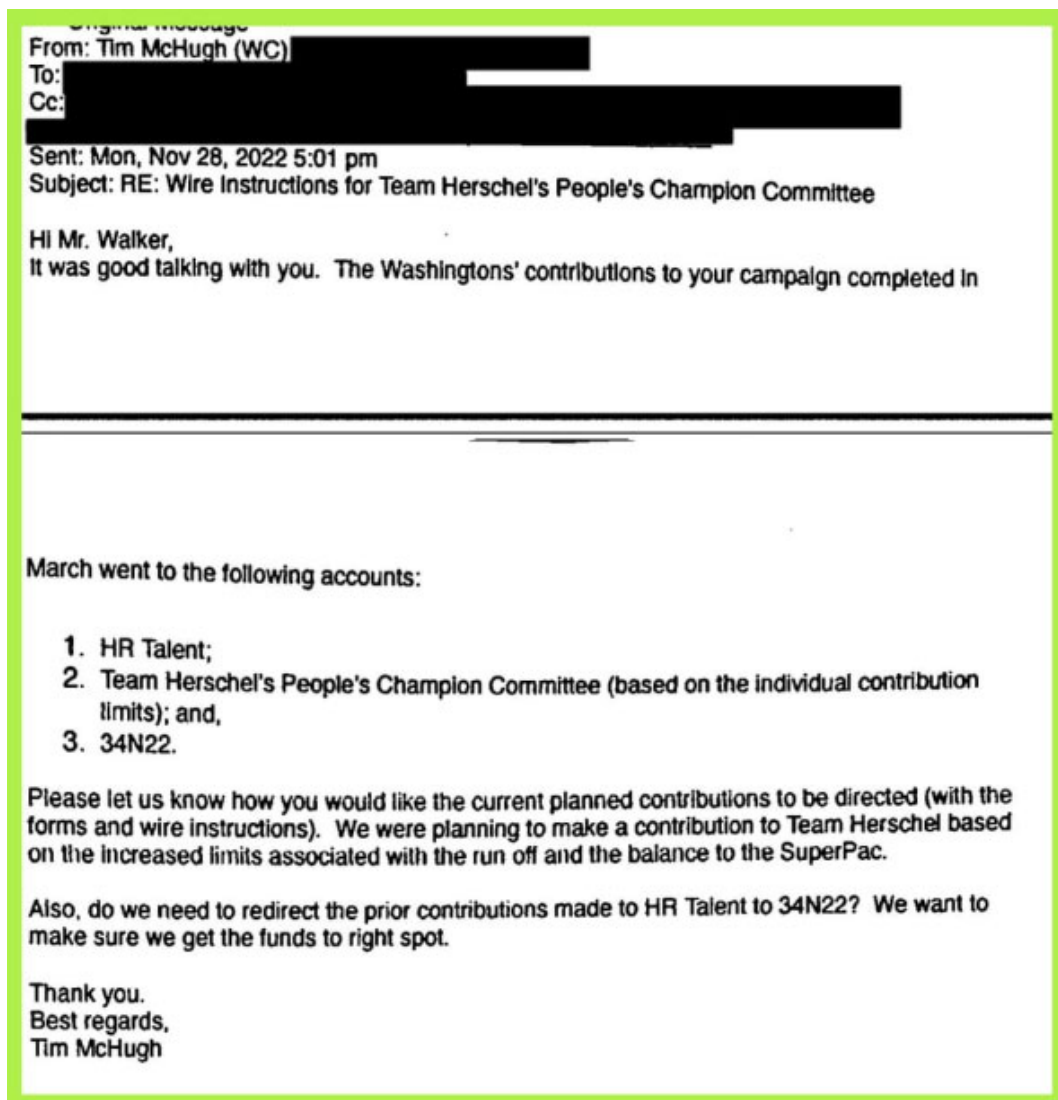 Original Message
From: Tim McHugh (WC)
To:
Cc:
Sent: Mon, Nov 28, 2022 5:01 pm
Subject: RE: Wire Instructions for Team Herschel's People's Champion Committee
Hi Mr. Walker,
It was good talking with you. The Washingtons' contributions to your campaign completed in
March went to the following accounts:
1. HR Talent;
2. Team Herschel's People's Champion Committee (based on the individual contribution
limits); and,
3. 34N22.
Please let us know how you would like the current planned contributions to be directed (with the
forms and wire instructions). We were planning to make a contribution to Team Herschel based
on the increased limits associated with the run off and the balance to the SuperPac.
Also, do we need to redirect the prior contributions made to HR Talent to 34N22? We want to
make sure we get the funds to right spot.
Thank you.
Best regards,
Tim McHugh